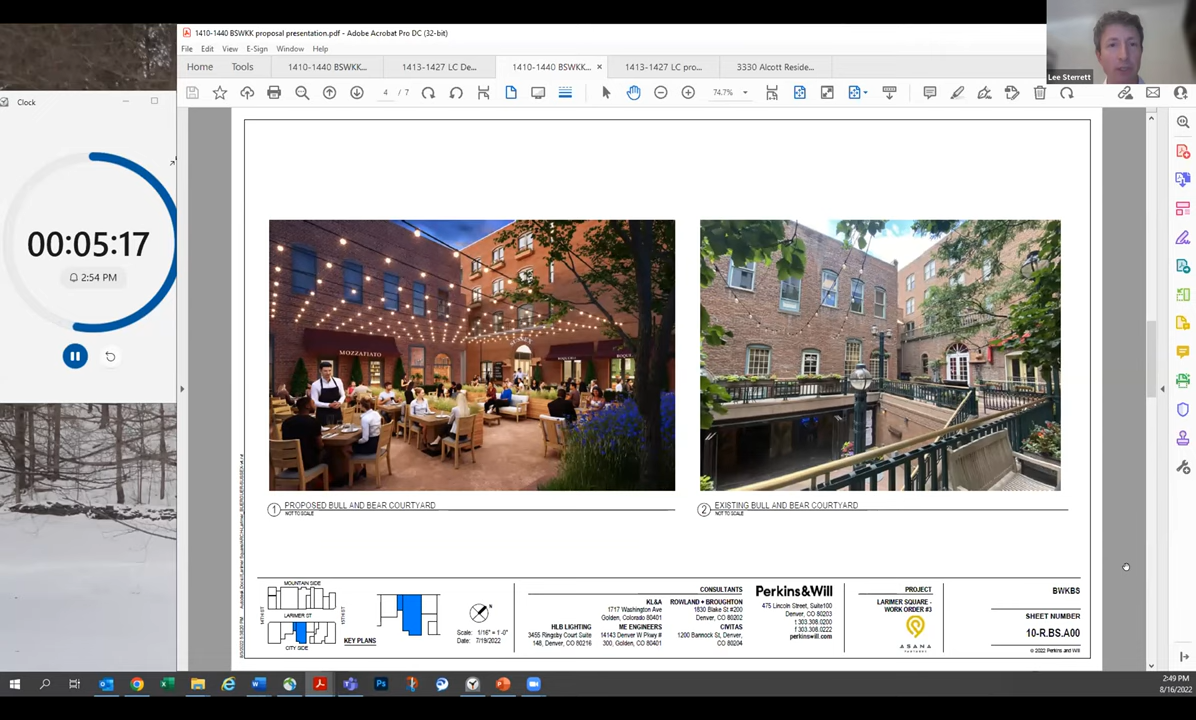 1410-1440 BSWKK proposal presentation.pdf - Adobe Acrobat Pro DC (32-bit)
Lee Sterrett
File Edit View E-Sign Window Help
Home Tools 1410-1440 BSWKK... 1413-1427 LC De... 1410-1440 BSWKK... × 1413-1427 LC pro... 3330 Alcott Reside...
4 / 7 74.7%
Clock
00:05:17
2:54 PM
MOZZAFIATO
1 PROPOSED BULL AND BEAR COURTYARD
NOT TO SCALE
2 EXISTING BULL AND BEAR COURTYARD
NOT TO SCALE
MOUNTAIN SIDE
14TH ST
LARIMER ST
15TH ST
CITY SIDE
KEY PLANS
N
Scale: 1/16" = 1'-0"
Date: 7/19/2022
CONSULTANTS
KL&A
1717 Washington Ave
Golden, Colorado 80401
HLB LIGHTING
3455 Ringsby Court Suite
148, Denver, CO 80216
ROWLAND + BROUGHTON
1830 Blake St #200
Denver, CO 80202
ME ENGINEERS
14143 Denver W Pkwy #
300, Golden, CO 80401
CIVITAS
1200 Bannock St, Denver,
CO 80204
Perkins&Will
475 Lincoln Street, Suite100
Denver, CO 80203
t 303.308.0200
f 303.308.0222
perkinswill.com
PROJECT
LARIMER SQUARE -
WORK ORDER #3
ASANA
PARTNERS
BWKBS
SHEET NUMBER
10-R.BS.A00
© 2022 Perkins and Will
2:49 PM
8/16/2022